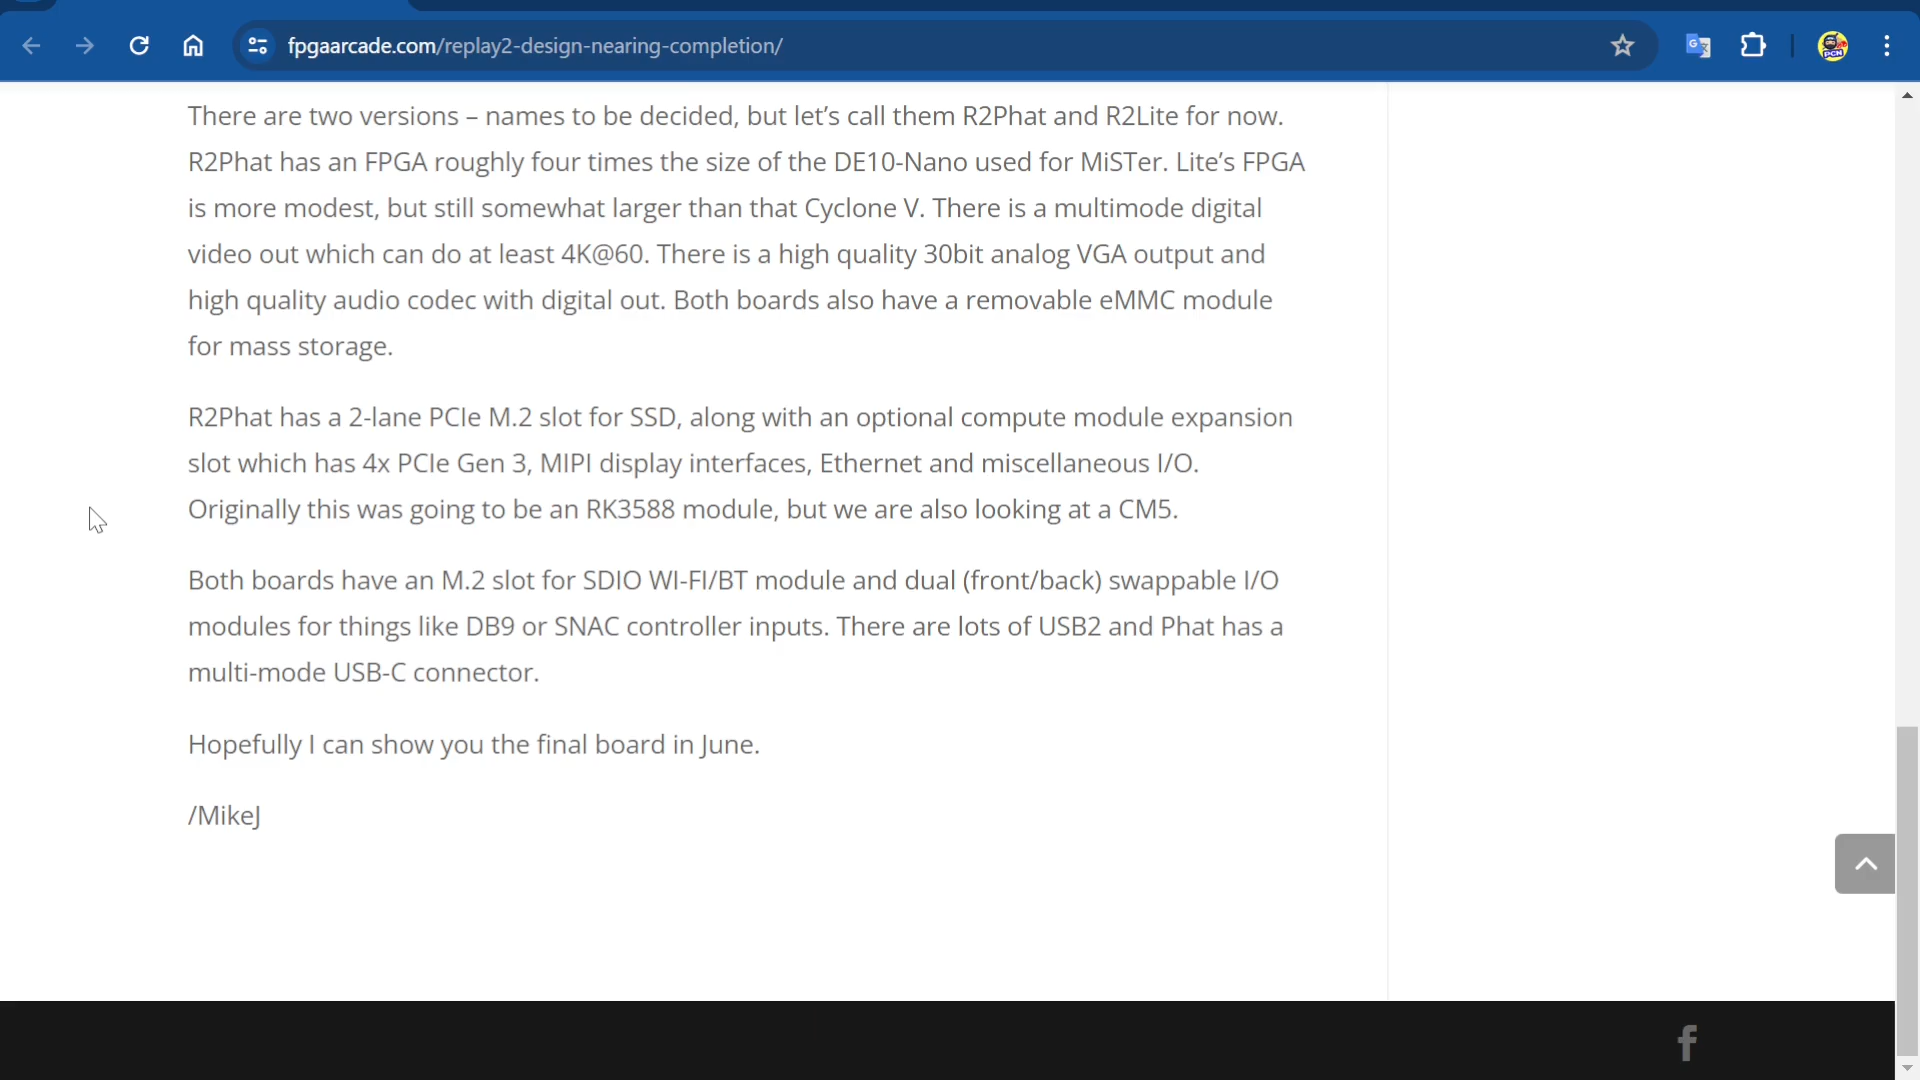 fpgaarcade.com/replay2-design-nearing-completion/
There are two versions – names to be decided, but let’s call them R2Phat and R2Lite for now.
R2Phat has an FPGA roughly four times the size of the DE10-Nano used for MiSTer. Lite’s FPGA
is more modest, but still somewhat larger than that Cyclone V. There is a multimode digital
video out which can do at least 4K@60. There is a high quality 30bit analog VGA output and
high quality audio codec with digital out. Both boards also have a removable eMMC module
for mass storage.
R2Phat has a 2-lane PCIe M.2 slot for SSD, along with an optional compute module expansion
slot which has 4x PCIe Gen 3, MIPI display interfaces, Ethernet and miscellaneous I/O.
Originally this was going to be an RK3588 module, but we are also looking at a CM5.
Both boards have an M.2 slot for SDIO WI-FI/BT module and dual (front/back) swappable I/O
modules for things like DB9 or SNAC controller inputs. There are lots of USB2 and Phat has a
multi-mode USB-C connector.
Hopefully I can show you the final board in June.
/MikeJ